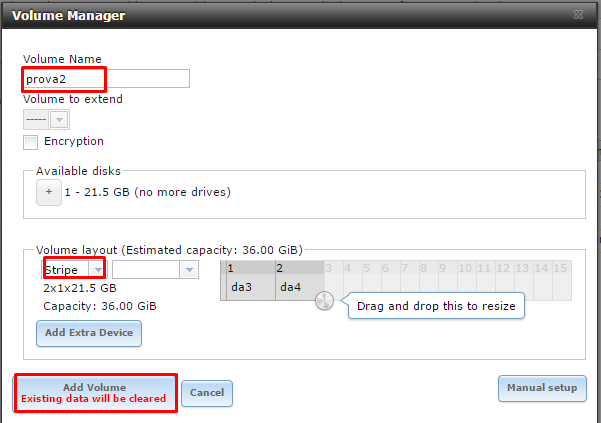 Volume Manager
Volume Name
prova2
Volume to extend
-----
Encryption
Available disks
+ 1 - 21.5 GB (no more drives)
Volume layout (Estimated capacity: 36.00 GiB)
Stripe
1 2 3 4 5 6 7 8 9 10 11 12 13 14 15
da3 da4
2x1x21.5 GB
Capacity: 36.00 GiB
Drag and drop this to resize
Add Extra Device
Add Volume
Existing data will be cleared
Cancel
Manual setup